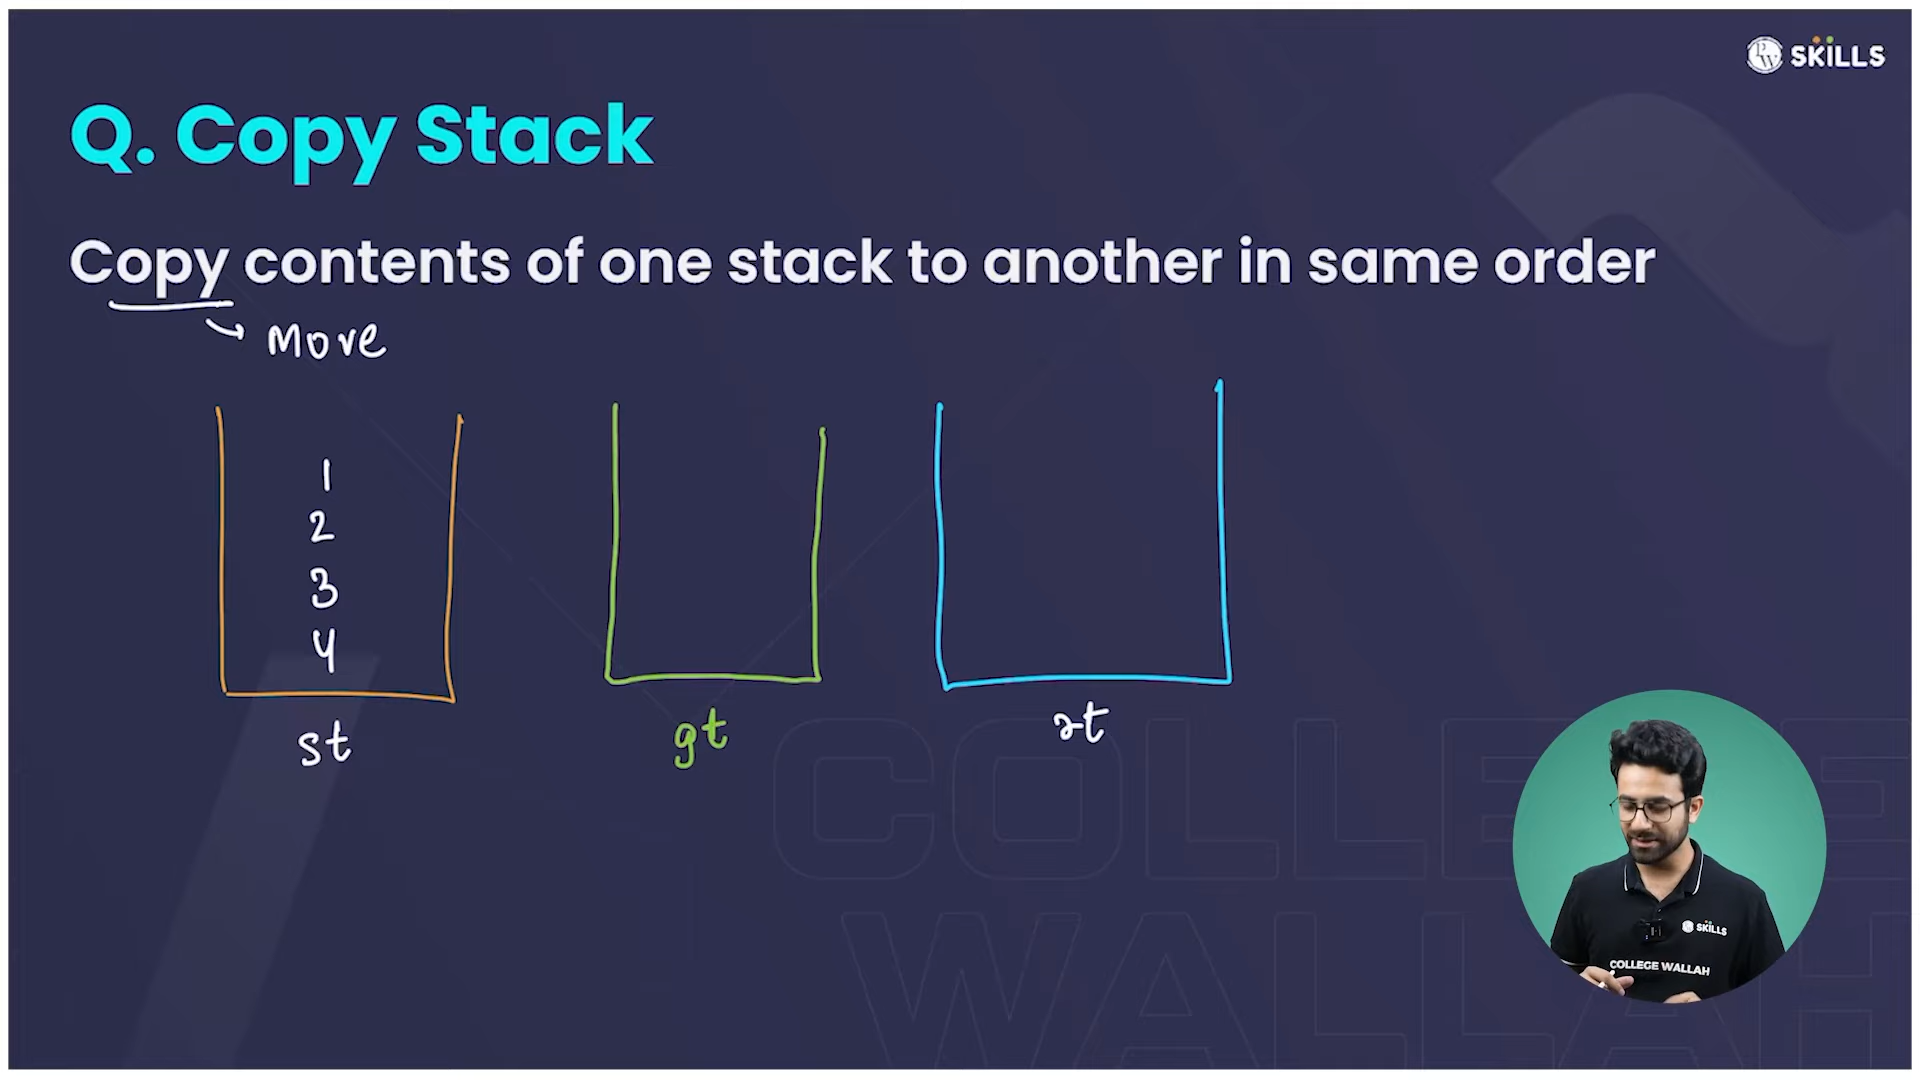 PW SKILLS
Q. Copy Stack
Copy contents of one stack to another in same order
Move
1
2
3
4
st
gt
rt
SKILLS
COLLEGE WALLAH
COLLEGE
WALLAH